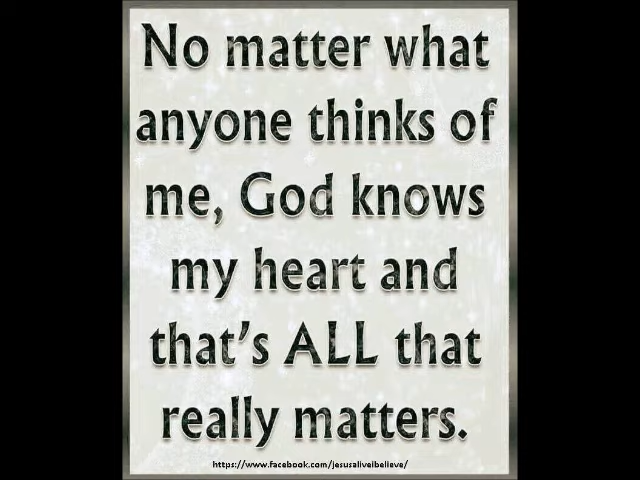 No matter what
anyone thinks of
me, God knows
my heart and
that's ALL that
really matters.
https://www.facebook.com/jesusaliveibelieve/